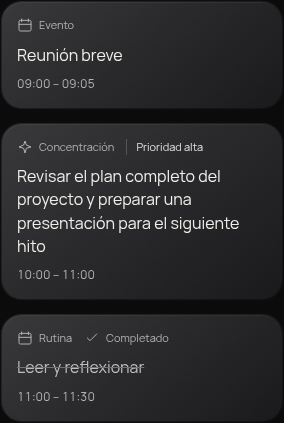 Evento
Reunión breve
09:00 – 09:05
Concentración | Prioridad alta
Revisar el plan completo del
proyecto y preparar una
presentación para el siguiente
hito
10:00 – 11:00
Rutina Completado
Leer y reflexionar
11:00 – 11:30